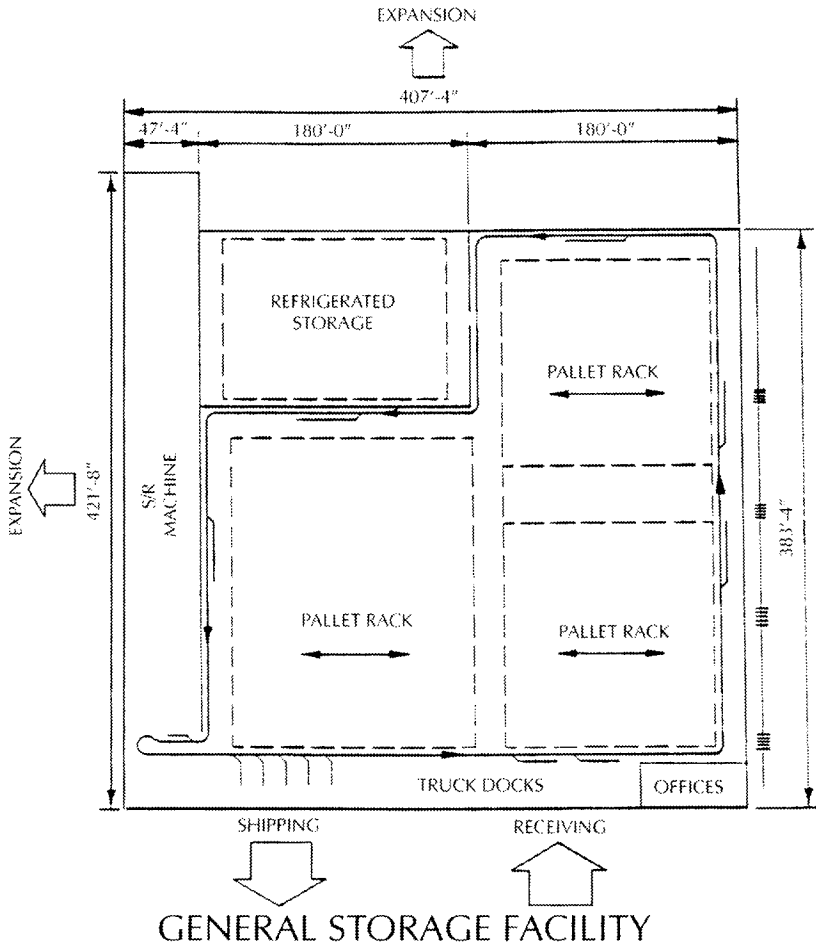 EXPANSION
407'-4"
47'-4"
180'-0"
180'-0"
REFRIGERATED
STORAGE
PALLET RACK
EXPANSION
421'-8"
S/R
MACHINE
383'-4"
PALLET RACK
PALLET RACK
TRUCK DOCKS
OFFICES
SHIPPING
RECEIVING
GENERAL STORAGE FACILITY